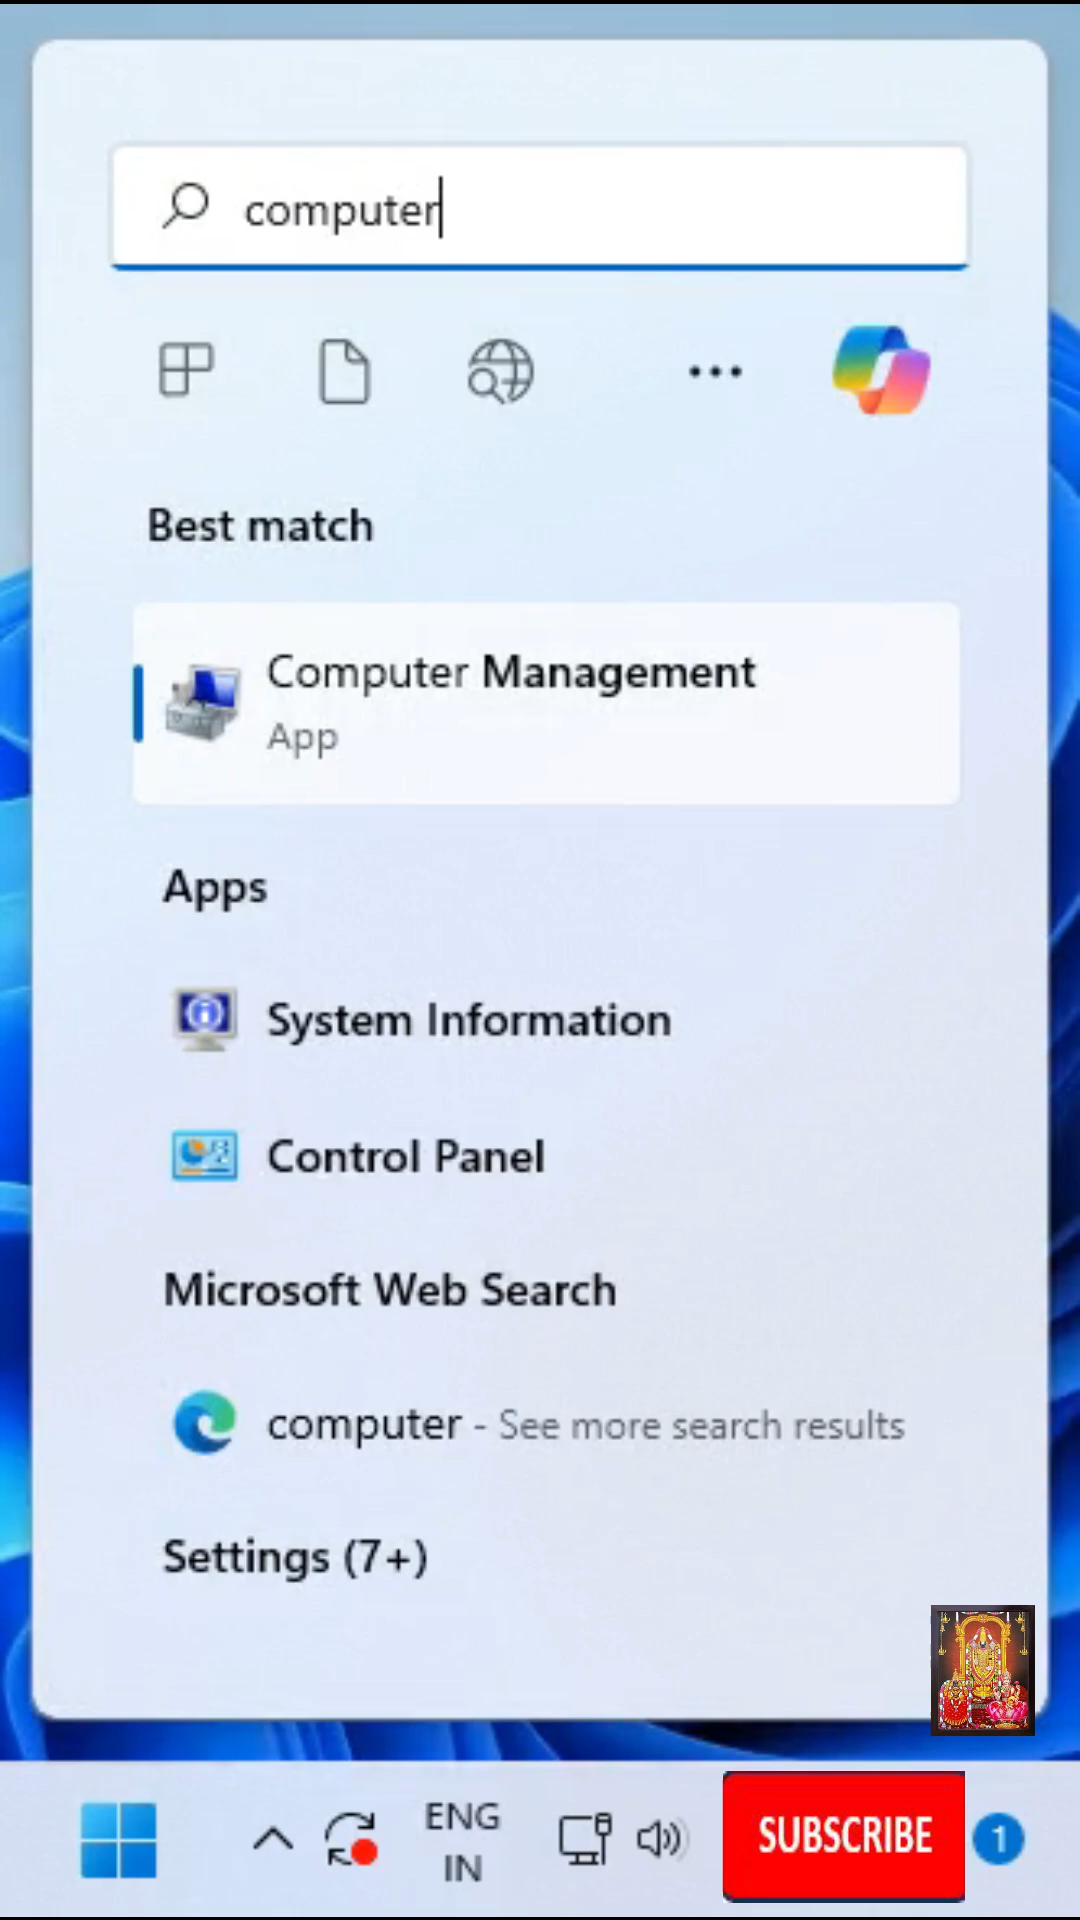 computer
Best match
Computer Management
App
Apps
System Information
Control Panel
Microsoft Web Search
computer - See more search results
Settings (7+)
ENG
IN
SUBSCRIBE
1